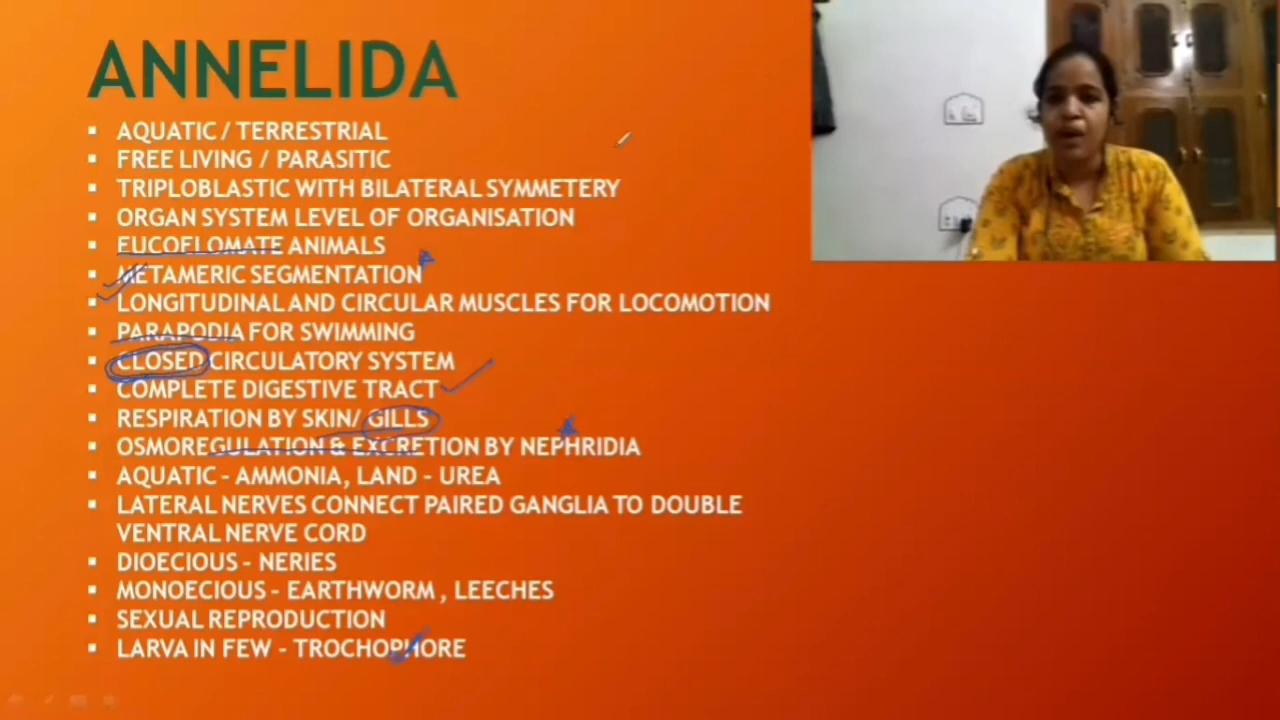 ANNELIDA
AQUATIC / TERRESTRIAL
FREE LIVING / PARASITIC
TRIPLOBLASTIC WITH BILATERAL SYMMETERY
ORGAN SYSTEM LEVEL OF ORGANISATION
EUCOELOMATE ANIMALS
METAMERIC SEGMENTATION
LONGITUDINAL AND CIRCULAR MUSCLES FOR LOCOMOTION
PARAPODIA FOR SWIMMING
CLOSED CIRCULATORY SYSTEM
COMPLETE DIGESTIVE TRACT
RESPIRATION BY SKIN/ GILLS
OSMOREGULATION & EXCRETION BY NEPHRIDIA
AQUATIC - AMMONIA, LAND - UREA
LATERAL NERVES CONNECT PAIRED GANGLIA TO DOUBLE
VENTRAL NERVE CORD
DIOECIOUS - NERIES
MONOECIOUS - EARTHWORM , LEECHES
SEXUAL REPRODUCTION
LARVA IN FEW - TROCHOPHORE